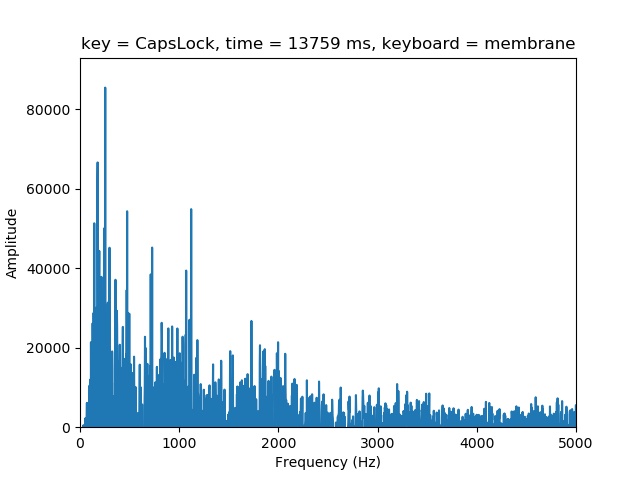 key = CapsLock, time = 13759 ms, keyboard = membrane
80000
60000
40000
20000
0
Amplitude
0 1000 2000 3000 4000 5000
Frequency (Hz)